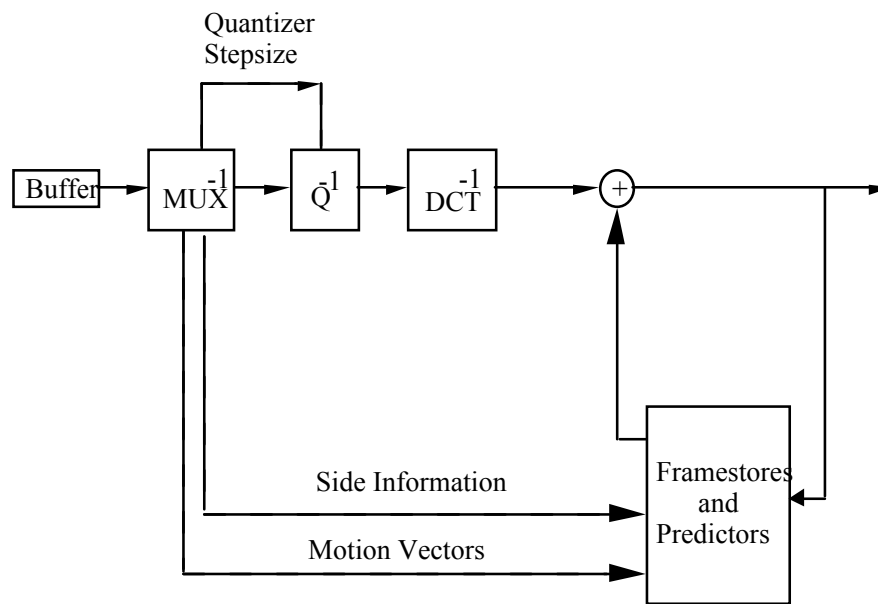 Quantizer
Stepsize
Buffer
MUX-1
Q-1
DCT-1
+
Side Information
Motion Vectors
Framestores
and
Predictors